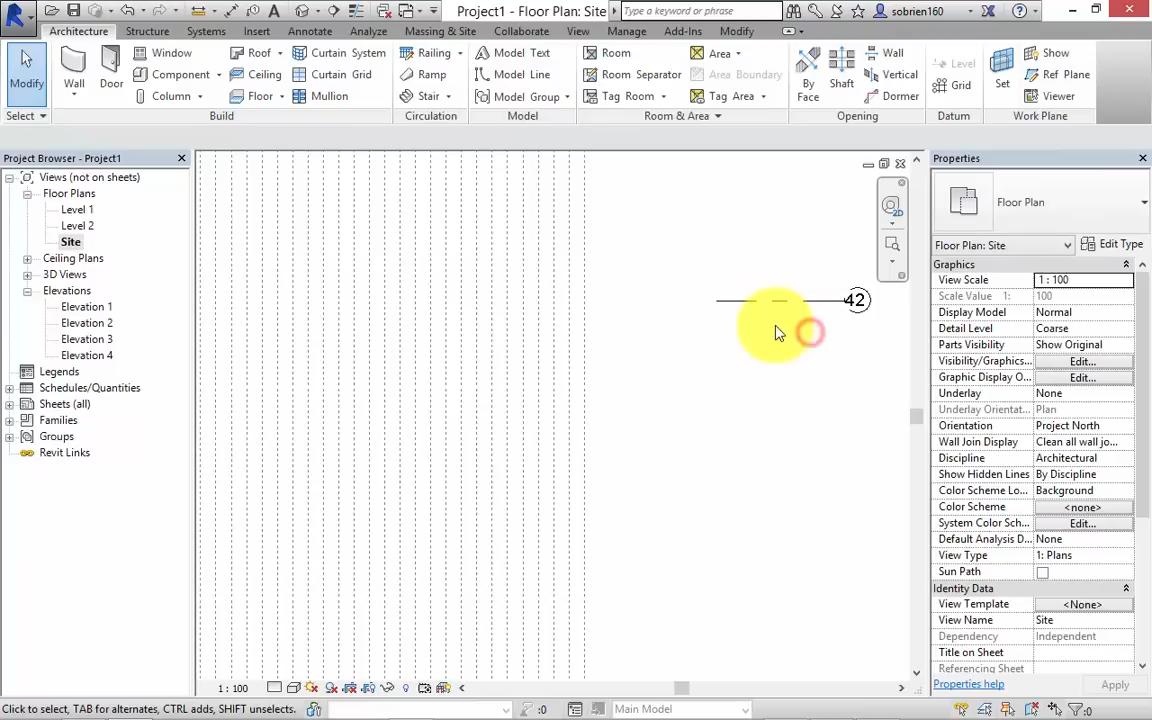 Project1 - Floor Plan: Site
Type a keyword or phrase
sobrien160
Architecture Structure Systems Insert Annotate Analyze Massing & Site Collaborate View Manage Add-Ins Modify
Modify
Wall
Door
Window
Component
Column
Roof
Ceiling
Floor
Curtain System
Curtain Grid
Mullion
Railing
Ramp
Stair
Model Text
Model Line
Model Group
Room
Room Separator
Tag Room
Area
Area Boundary
Tag Area
By
Face
Shaft
Wall
Vertical
Dormer
Level
Grid
Set
Show
Ref Plane
Viewer
Select Build Circulation Model Room & Area Opening Datum Work Plane
Project Browser - Project1
Views (not on sheets)
Floor Plans
Level 1
Level 2
Site
Ceiling Plans
3D Views
Elevations
Elevation 1
Elevation 2
Elevation 3
Elevation 4
Legends
Schedules/Quantities
Sheets (all)
Families
Groups
Revit Links
2D
42
Properties
Floor Plan
Floor Plan: Site
Edit Type
Graphics
View Scale 1 : 100
Scale Value 1: 100
Display Model Normal
Detail Level Coarse
Parts Visibility Show Original
Visibility/Graphics... Edit...
Graphic Display O... Edit...
Underlay None
Underlay Orientat... Plan
Orientation Project North
Wall Join Display Clean all wall jo...
Discipline Architectural
Show Hidden Lines By Discipline
Color Scheme Lo... Background
Color Scheme <none>
System Color Sch... Edit...
Default Analysis D... None
View Type 1: Plans
Sun Path
Identity Data
View Template <None>
View Name Site
Dependency Independent
Title on Sheet
Referencing Sheet
Properties help
Apply
1 : 100
Click to select, TAB for alternates, CTRL adds, SHIFT unselects.
:0
Main Model
:0